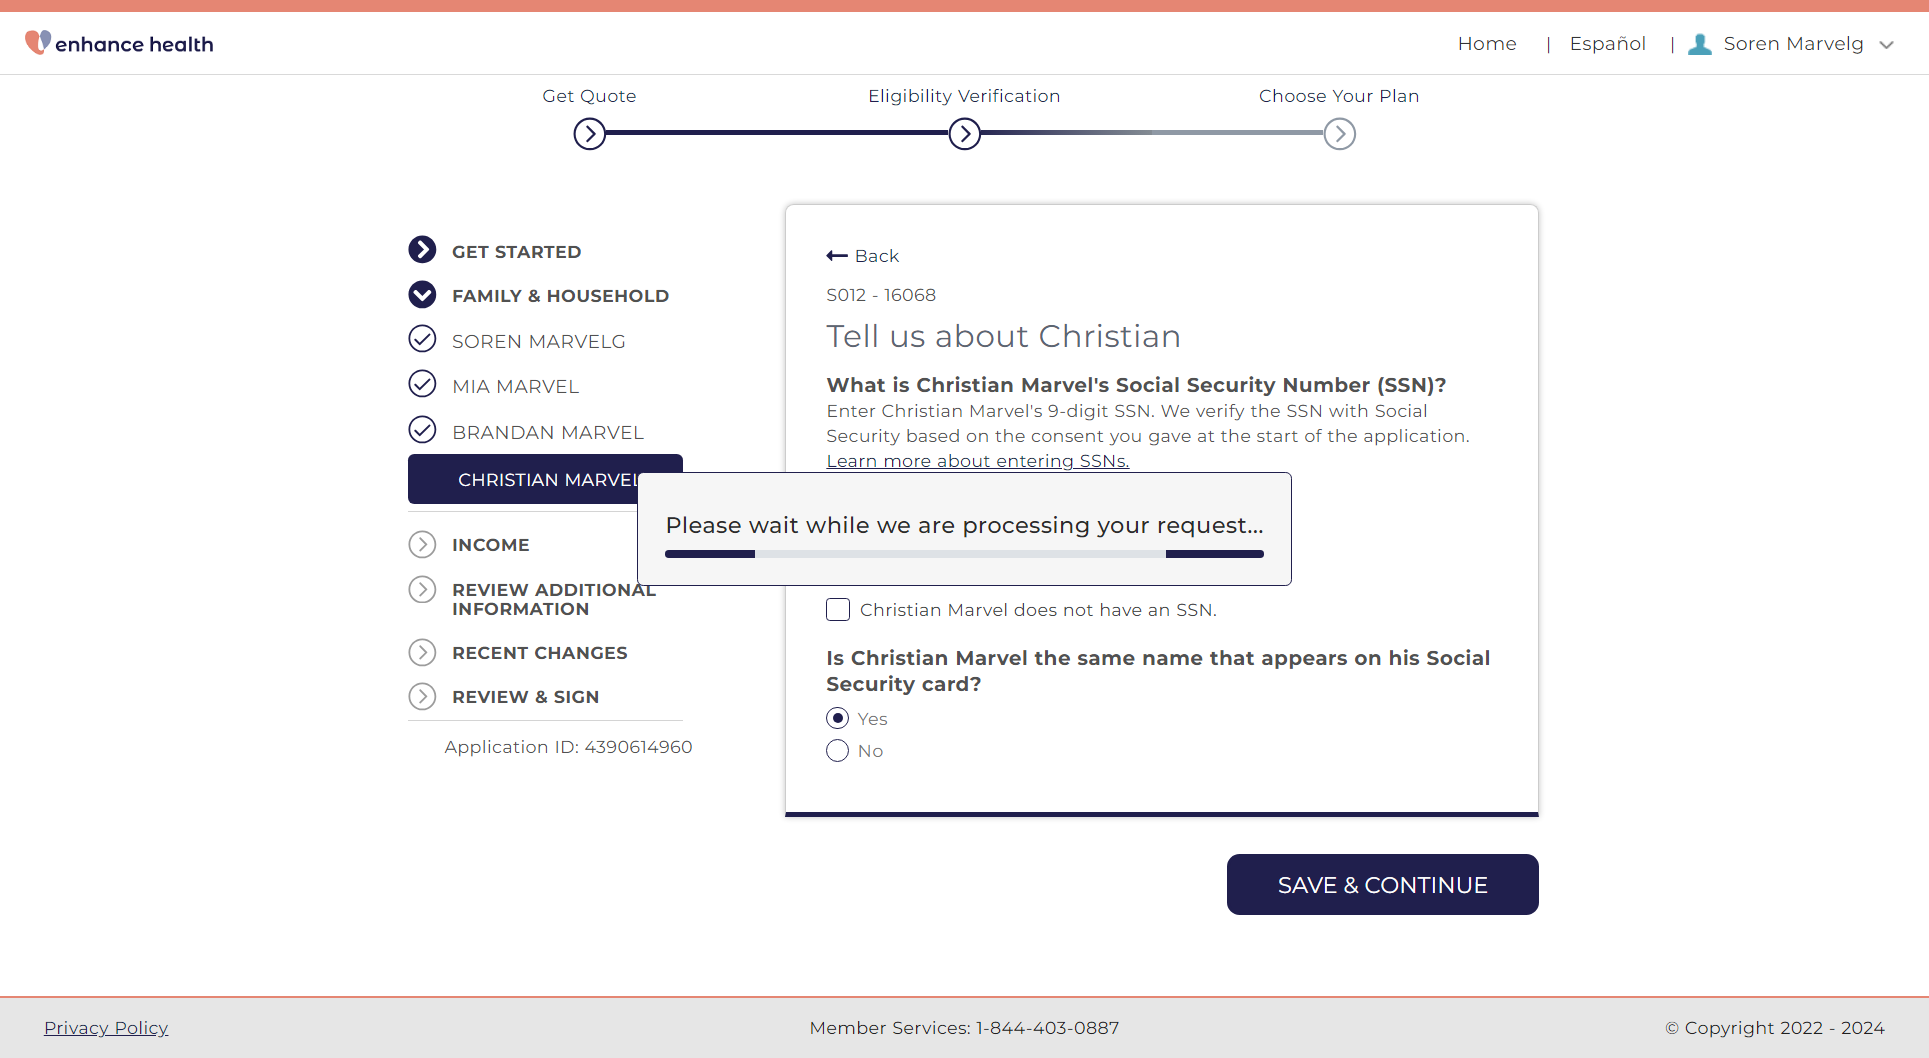 enhance health
Home | Español | Soren Marvelg
Get Quote
Eligibility Verification
Choose Your Plan
GET STARTED
FAMILY & HOUSEHOLD
SOREN MARVELG
MIA MARVEL
BRANDAN MARVEL
CHRISTIAN MARVEL
INCOME
REVIEW ADDITIONAL
INFORMATION
RECENT CHANGES
REVIEW & SIGN
Application ID: 4390614960
Back
S012 - 16068
Tell us about Christian
What is Christian Marvel's Social Security Number (SSN)?
Enter Christian Marvel's 9-digit SSN. We verify the SSN with Social
Security based on the consent you gave at the start of the application.
Learn more about entering SSNs.
Please wait while we are processing your request...
Christian Marvel does not have an SSN.
Is Christian Marvel the same name that appears on his Social
Security card?
Yes
No
SAVE & CONTINUE
Privacy Policy
Member Services: 1-844-403-0887
© Copyright 2022 - 2024